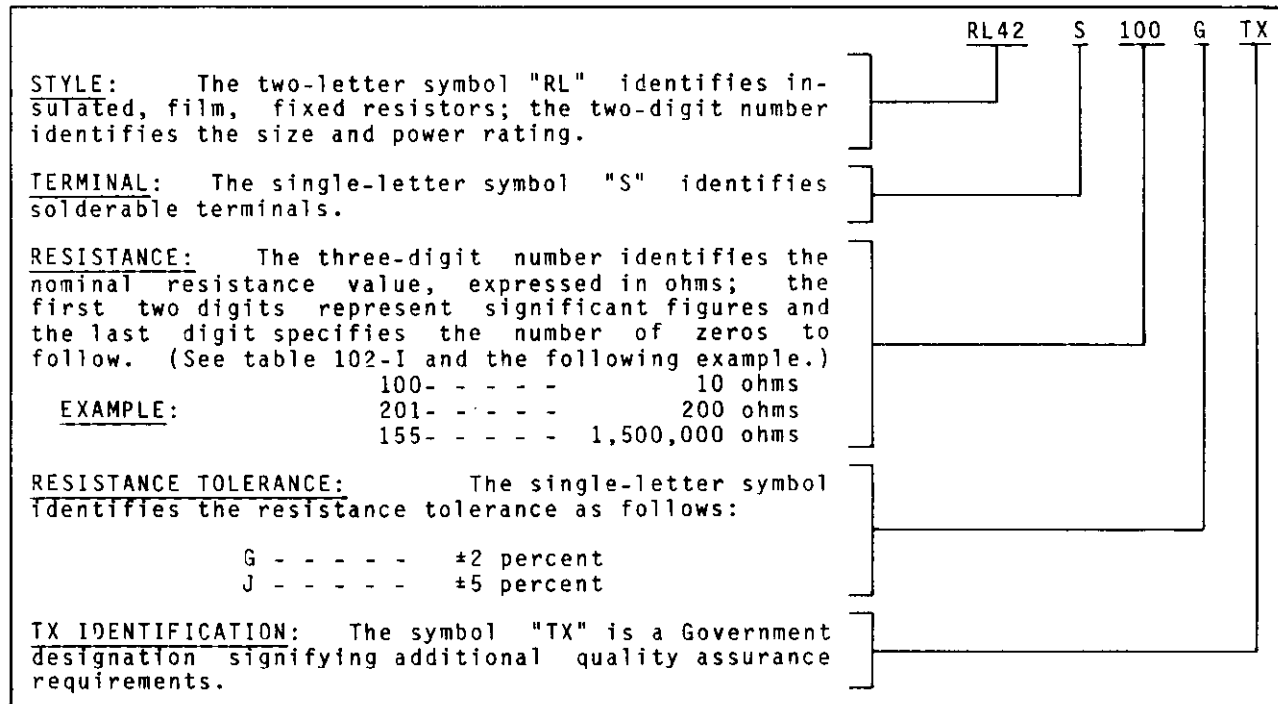 RL42 S 100 G TX
STYLE: The two-letter symbol "RL" identifies in-
sulated, film, fixed resistors; the two-digit number
identifies the size and power rating.
TERMINAL: The single-letter symbol "S" identifies
solderable terminals.
RESISTANCE: The three-digit number identifies the
nominal resistance value, expressed in ohms; the
first two digits represent significant figures and
the last digit specifies the number of zeros to
follow. (See table 102-I and the following example.)
100- - - - - 10 ohms
EXAMPLE: 201- - - - - 200 ohms
155- - - - - 1,500,000 ohms
RESISTANCE TOLERANCE: The single-letter symbol
identifies the resistance tolerance as follows:
G - - - - - ±2 percent
J - - - - - ±5 percent
TX IDENTIFICATION: The symbol "TX" is a Government
designation signifying additional quality assurance
requirements.